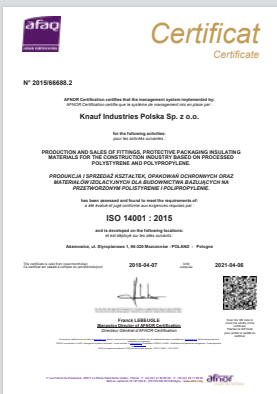 afaq
Certificat
Certificate
N° 2015/66688.2
AFNOR Certification certifies that the management system implemented by:
AFNOR Certification certifie que le système de management mis en place par :
Knauf Industries Polska Sp. z o.o.
for the following activities:
pour les activités suivantes :
PRODUCTION AND SALES OF FITTINGS, PROTECTIVE PACKAGING INSULATING
MATERIALS FOR THE CONSTRUCTION INDUSTRY BASED ON PROCESSED
POLYSTYRENE AND POLYPROPYLENE.
PRODUKCJA I SPRZEDAŻ KSZTAŁTEK, OPAKOWAŃ OCHRONNYCH ORAZ
MATERIAŁÓW IZOLACYJNYCH DLA BUDOWNICTWA BAZUJĄCYCH NA
PRZETWORZONYM POLISTYRENIE I POLIPROPYLENIE.
has been assessed and found to meet the requirements of:
a été évalué et jugé conforme aux exigences requises par :
ISO 14001 : 2015
and is developed on the following locations:
et est déployé sur les sites suivants :
Adamowice, ul. Styropianowa 1, 96-320 Mszczonów - POLAND - Pologne
2018-04-07
2021-04-06
Franck LEBEUGLE
Managing Director of AFNOR Certification
Directeur Général d'AFNOR Certification
afnor